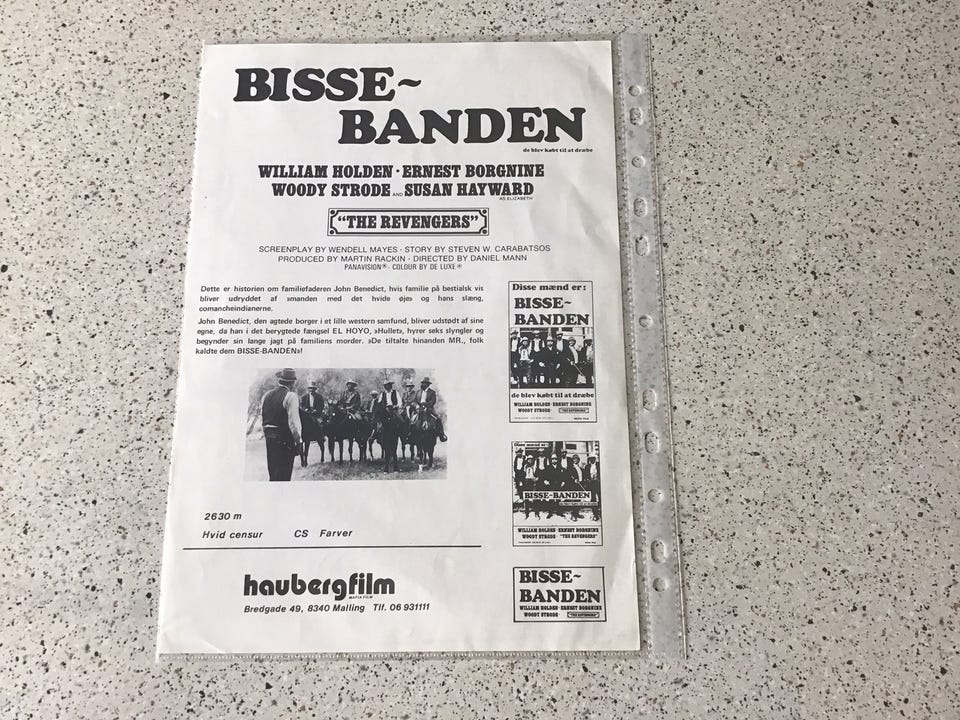 BISSE~
BANDEN
de blev købt til at dræbe
WILLIAM HOLDEN · ERNEST BORGNINE
WOODY STRODE AND SUSAN HAYWARD
AS ELIZABETH
"THE REVENGERS"
SCREENPLAY BY WENDELL MAYES · STORY BY STEVEN W. CARABATSOS
PRODUCED BY MARTIN RACKIN · DIRECTED BY DANIEL MANN
PANAVISION®. COLOUR BY DE LUXE®
Dette er historien om familiefaderen John Benedict, hvis familie på bestialsk vis
bliver udryddet af »manden med det hvide øje« og hans slæng,
comancheindianerne.
John Benedict, den agtede borger i et lille western samfund, bliver udstødt af sine
egne, da han i det berygtede fængsel EL HOYO, »Hullet«, hyrer seks slyngler og
begynder sin lange jagt på familiens morder. »De tiltalte hinanden MR., folk
kaldte dem BISSE-BANDEN«!
2630 m
Hvid censur CS Farver
haubergfilm
MAFIA FILM
Bredgade 49, 8340 Malling Tlf. 06 931111
Disse mænd er:
BISSE~
BANDEN
de blev købt til at dræbe
WILLIAM HOLDEN · ERNEST BORGNINE
WOODY STRODE · "THE REVENGERS"
Disse mænd er:
BISSE-BANDEN
WILLIAM HOLDEN · ERNEST BORGNINE
WOODY STRODE · "THE REVENGERS"
BISSE~
BANDEN
WILLIAM HOLDEN · ERNEST BORGNINE
WOODY STRODE · "THE REVENGERS"